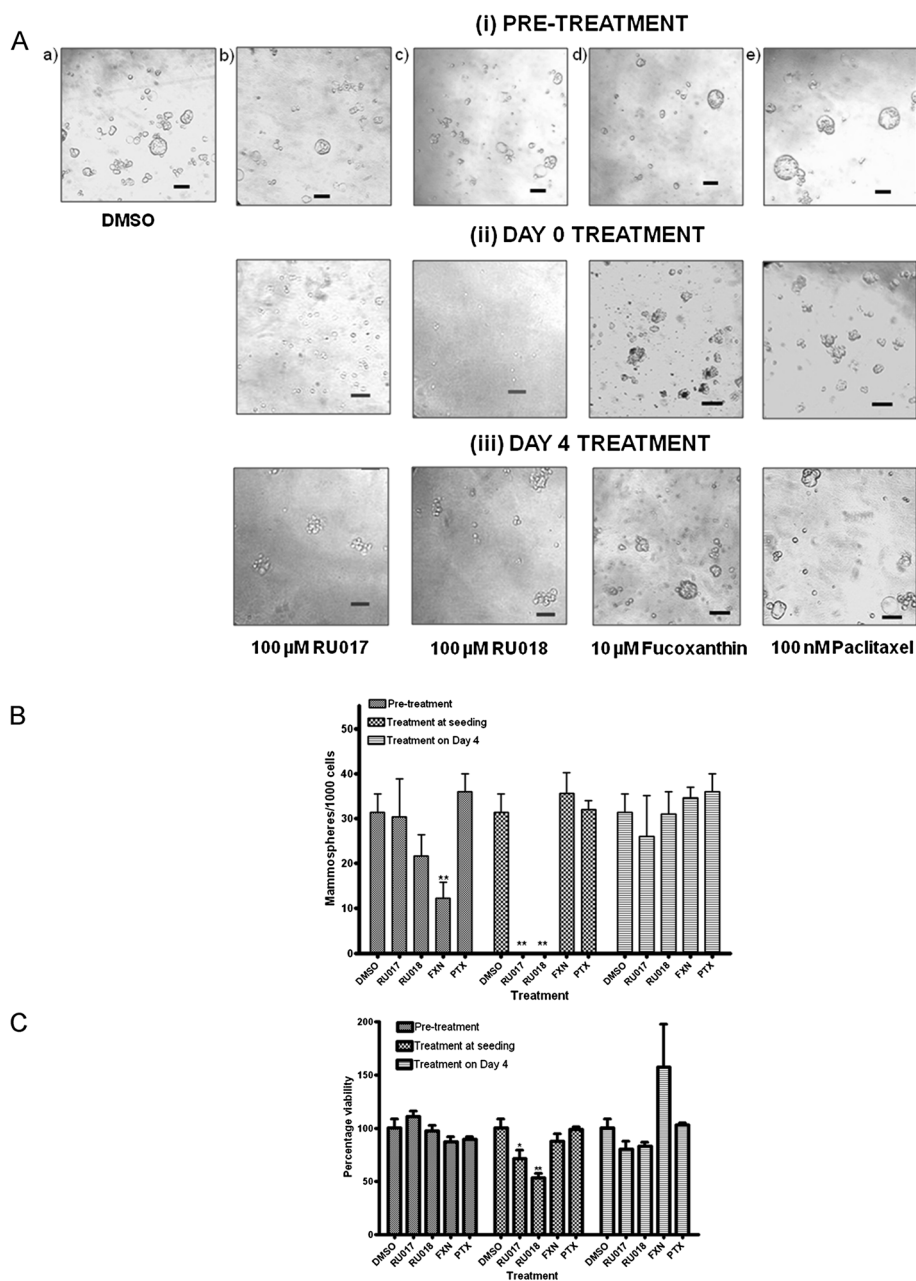 A
(i) PRE-TREATMENT
a) b) c) d) e)
DMSO
(ii) DAY 0 TREATMENT
(iii) DAY 4 TREATMENT
100 µM RU017 100 µM RU018 10 µM Fucoxanthin 100 nM Paclitaxel
B
Pre-treatment
Treatment at seeding
Treatment on Day 4
Mammospheres/1000 cells
50
40
30
20
10
0
**
** **
DMSO RU017 RU018 FXN PTX DMSO RU017 RU018 FXN PTX DMSO RU017 RU018 FXN PTX
Treatment
C
Pre-treatment
Treatment at seeding
Treatment on Day 4
Percentage viability
200
150
100
50
0
*
**
DMSO RU017 RU018 FXN PTX DMSO RU017 RU018 FXN PTX DMSO RU017 RU018 FXN PTX
Treatment